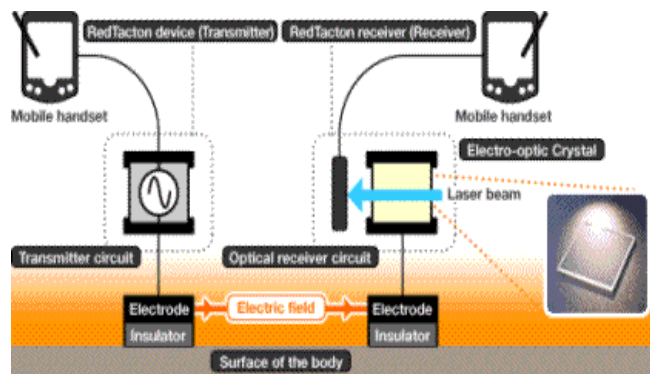 RedTacton device (Transmitter)
RedTacton receiver (Receiver)
Mobile handset
Mobile handset
Electro-optic Crystal
Laser beam
Transmitter circuit
Optical receiver circuit
Electrode
Electric field
Electrode
Insulator
Insulator
Surface of the body